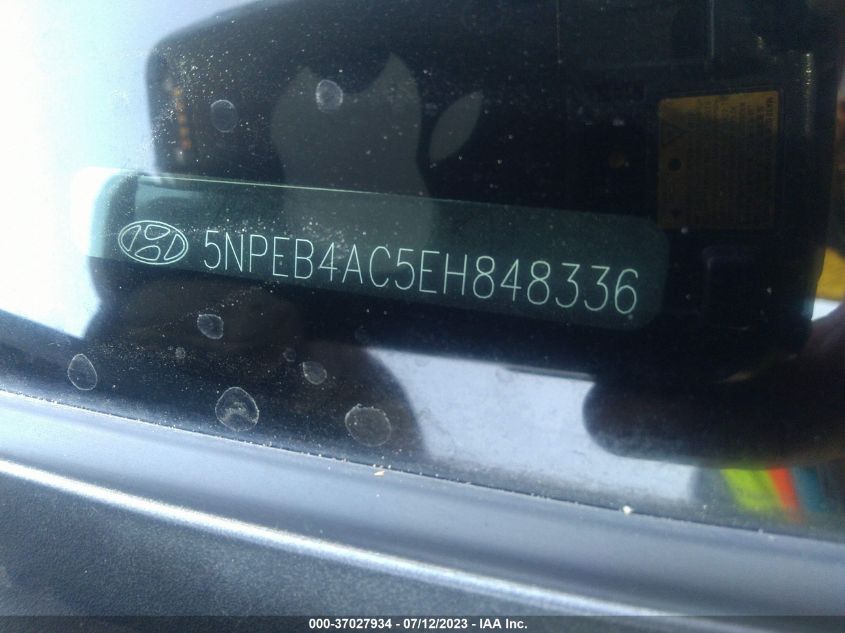 5NPEB4AC5EH848336
000-37027934 - 07/12/2023 - IAA Inc.